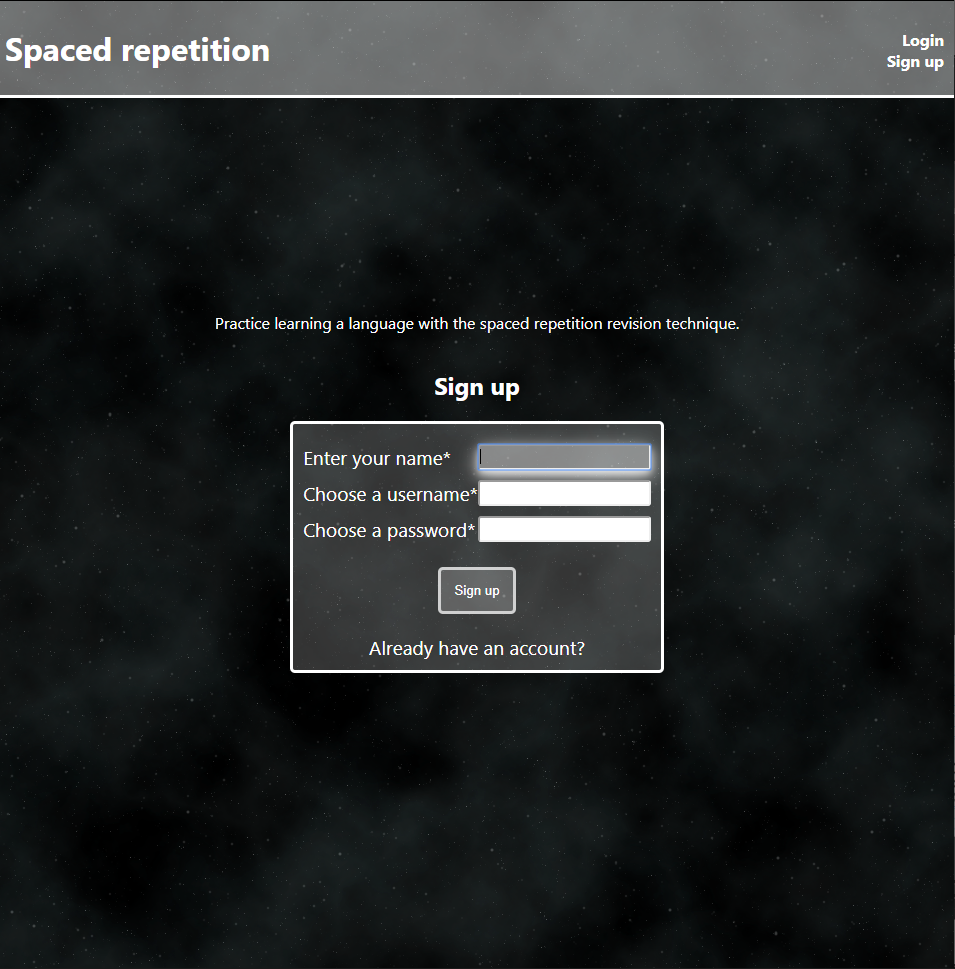 Spaced repetition
Login
Sign up
Practice learning a language with the spaced repetition revision technique.
Sign up
Enter your name*
Choose a username*
Choose a password*
Sign up
Already have an account?